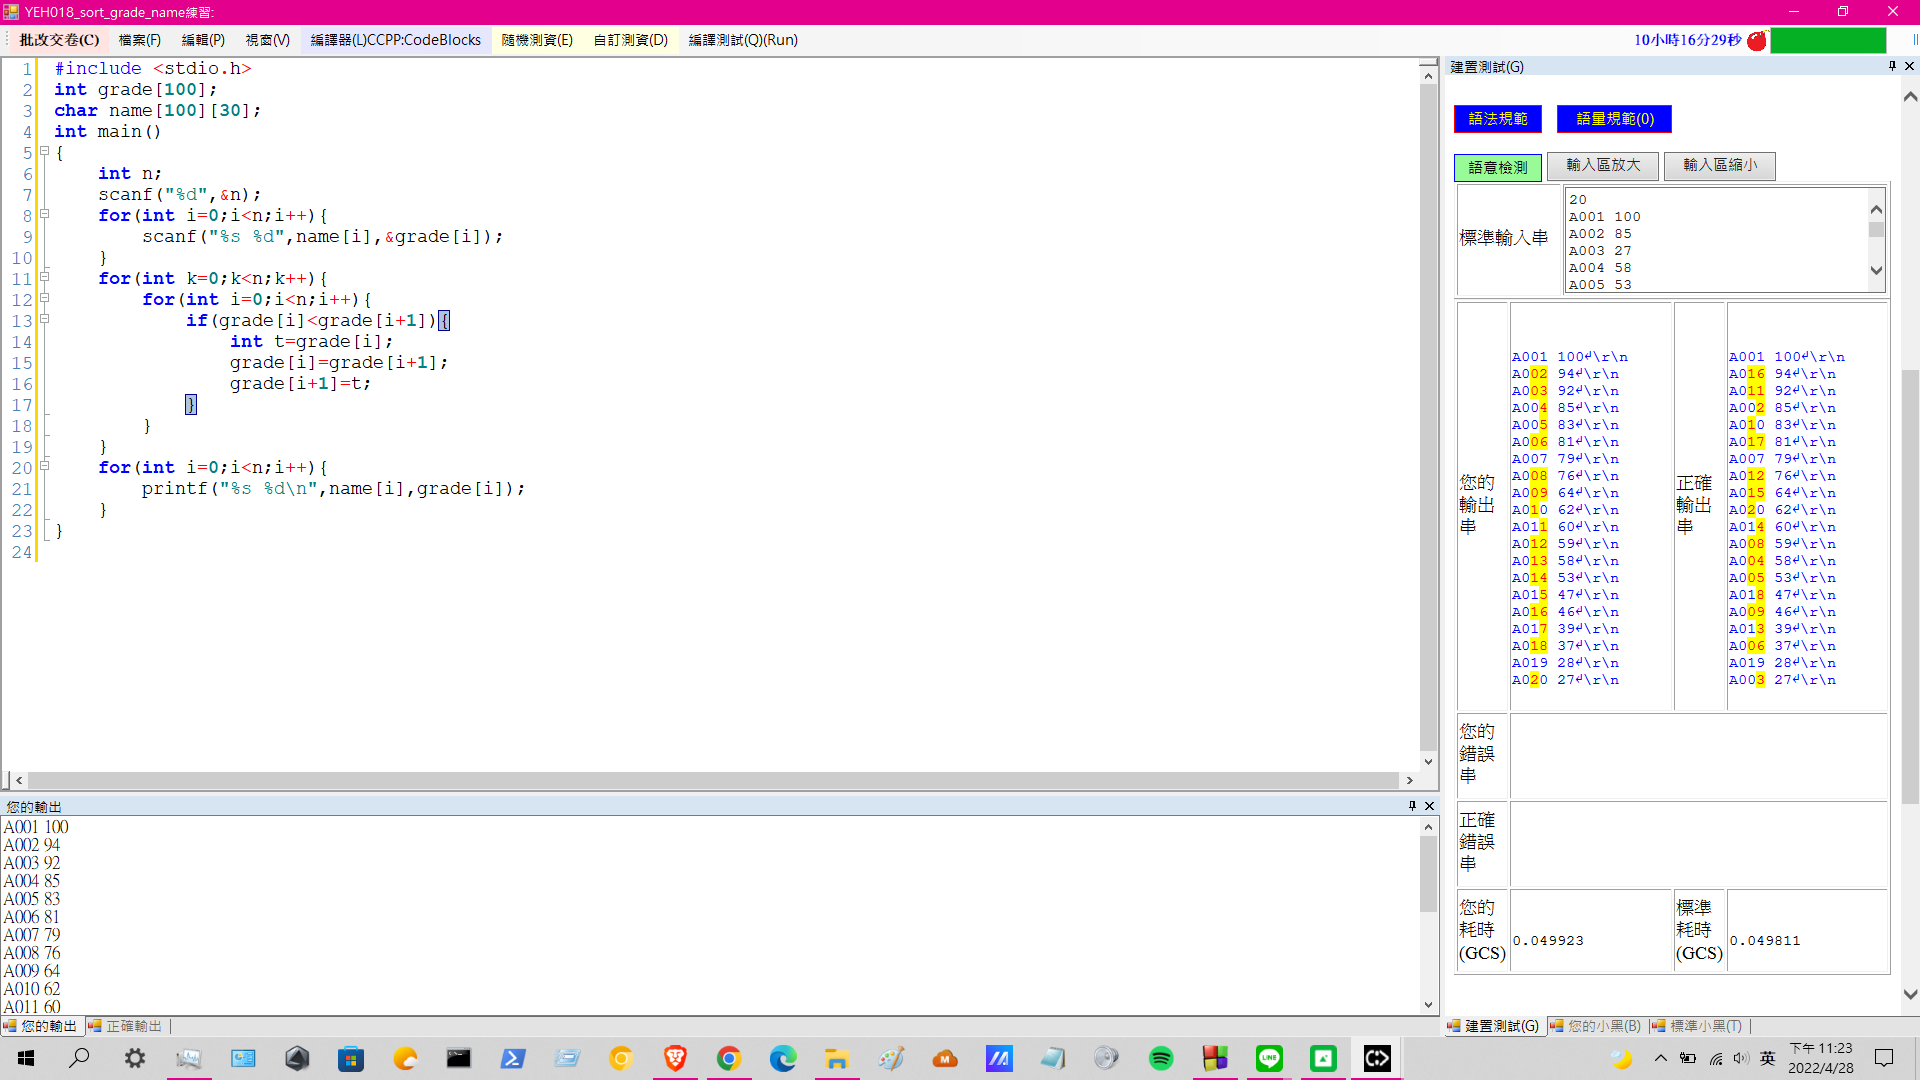 YEH018_sort_grade_name練習:
批改交卷(C) 檔案(F) 編輯(P) 視窗(V) 編譯器(L)CCPP:CodeBlocks 隨機測資(E) 自訂測資(D) 編譯測試(Q)(Run) 10小時16分29秒
1 #include <stdio.h>
2 int grade[100];
3 char name[100][30];
4 int main()
5 {
6 int n;
7 scanf("%d",&n);
8 for(int i=0;i<n;i++){
9 scanf("%s %d",name[i],&grade[i]);
10 }
11 for(int k=0;k<n;k++){
12 for(int i=0;i<n;i++){
13 if(grade[i]<grade[i+1]){
14 int t=grade[i];
15 grade[i]=grade[i+1];
16 grade[i+1]=t;
17 }
18 }
19 }
20 for(int i=0;i<n;i++){
21 printf("%s %d\n",name[i],grade[i]);
22 }
23 }
24
您的輸出
A001 100
A002 94
A003 92
A004 85
A005 83
A006 81
A007 79
A008 76
A009 64
A010 62
A011 60
您的輸出 正確輸出
建置測試(G)
語法規範 語量規範(0)
語意檢測 輸入區放大 輸入區縮小
標準輸入串
20
A001 100
A002 85
A003 27
A004 58
A005 53
您的輸出串
A001 100↲\r\n
A002 94↲\r\n
A003 92↲\r\n
A004 85↲\r\n
A005 83↲\r\n
A006 81↲\r\n
A007 79↲\r\n
A008 76↲\r\n
A009 64↲\r\n
A010 62↲\r\n
A011 60↲\r\n
A012 59↲\r\n
A013 58↲\r\n
A014 53↲\r\n
A015 47↲\r\n
A016 46↲\r\n
A017 39↲\r\n
A018 37↲\r\n
A019 28↲\r\n
A020 27↲\r\n
正確輸出串
A001 100↲\r\n
A016 94↲\r\n
A011 92↲\r\n
A002 85↲\r\n
A010 83↲\r\n
A017 81↲\r\n
A007 79↲\r\n
A012 76↲\r\n
A015 64↲\r\n
A020 62↲\r\n
A014 60↲\r\n
A008 59↲\r\n
A004 58↲\r\n
A005 53↲\r\n
A018 47↲\r\n
A009 46↲\r\n
A013 39↲\r\n
A006 37↲\r\n
A019 28↲\r\n
A003 27↲\r\n
您的錯誤串
正確錯誤串
您的耗時(GCS) 0.049923 標準耗時(GCS) 0.049811
建置測試(G) 您的小黑(B) 標準小黑(T)
LINE
英
下午 11:23
2022/4/28